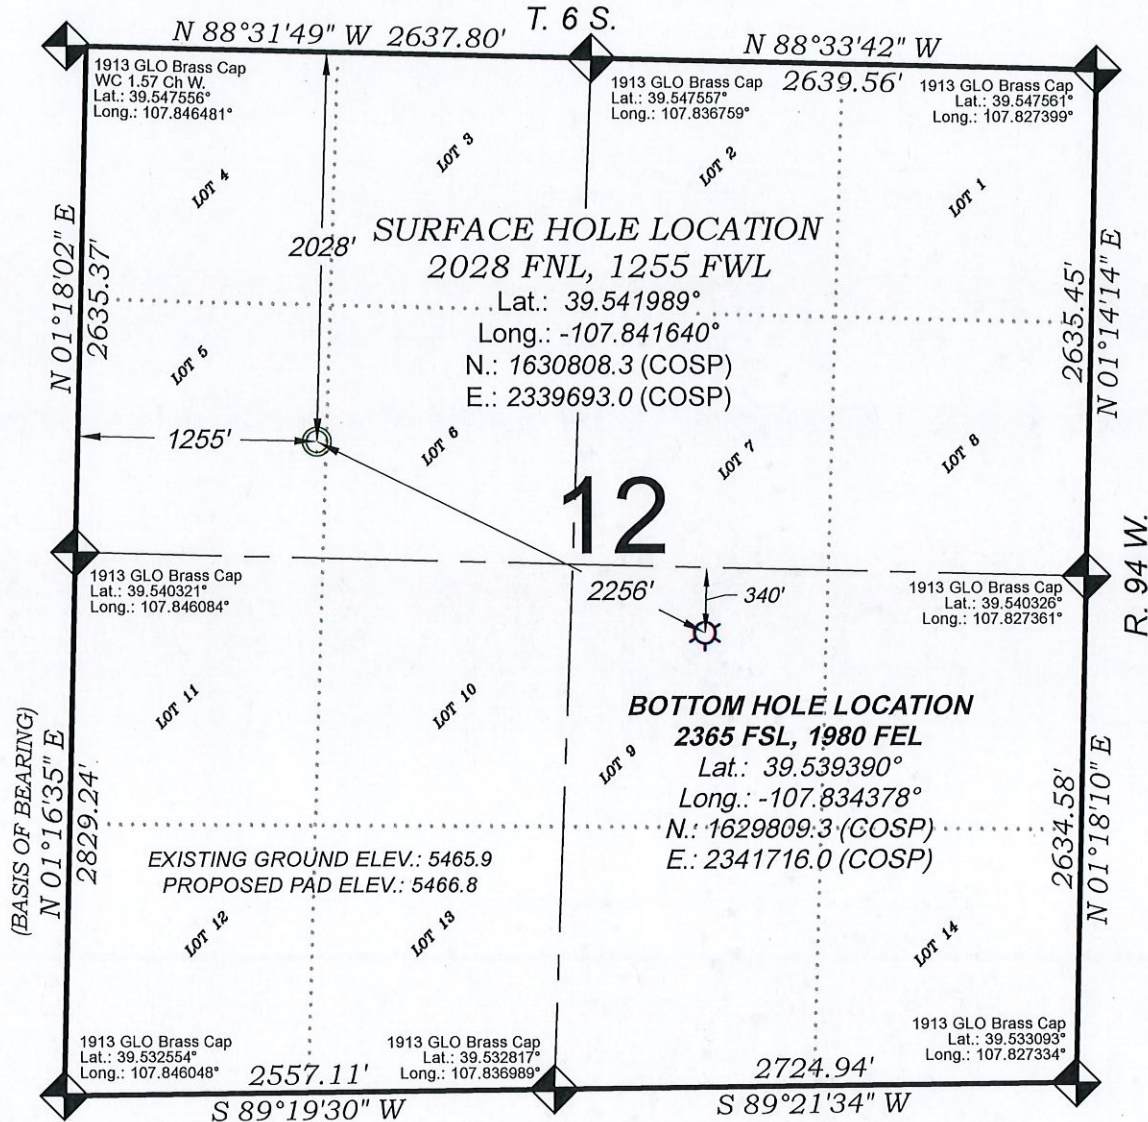 T. 6 S.
N 88°31'49" W 2637.80'
N 88°33'42" W
2639.56'
1913 GLO Brass Cap
WC 1.57 Ch W.
Lat.: 39.547556°
Long.: 107.846481°
1913 GLO Brass Cap
Lat.: 39.547557°
Long.: 107.836759°
1913 GLO Brass Cap
Lat.: 39.547561°
Long.: 107.827399°
LOT 4
LOT 3
LOT 2
LOT 1
N 01°18'02" E
2635.37'
2028'
SURFACE HOLE LOCATION
2028 FNL, 1255 FWL
Lat.: 39.541989°
Long.: -107.841640°
N.: 1630808.3 (COSP)
E.: 2339693.0 (COSP)
2635.45'
N 01°14'14" E
LOT 5
1255'
LOT 6
LOT 7
LOT 8
12
R. 94 W.
1913 GLO Brass Cap
Lat.: 39.540321°
Long.: 107.846084°
2256'
340'
1913 GLO Brass Cap
Lat.: 39.540326°
Long.: 107.827361°
LOT 11
LOT 10
LOT 9
BOTTOM HOLE LOCATION
2365 FSL, 1980 FEL
Lat.: 39.539390°
Long.: -107.834378°
N.: 1629809.3 (COSP)
E.: 2341716.0 (COSP)
(BASIS OF BEARING)
N 01°16'35" E
2829.24'
2634.58'
N 01°18'10" E
EXISTING GROUND ELEV.: 5465.9
PROPOSED PAD ELEV.: 5466.8
LOT 12
LOT 13
LOT 14
1913 GLO Brass Cap
Lat.: 39.532554°
Long.: 107.846048°
1913 GLO Brass Cap
Lat.: 39.532817°
Long.: 107.836989°
1913 GLO Brass Cap
Lat.: 39.533093°
Long.: 107.827334°
2557.11'
S 89°19'30" W
2724.94'
S 89°21'34" W